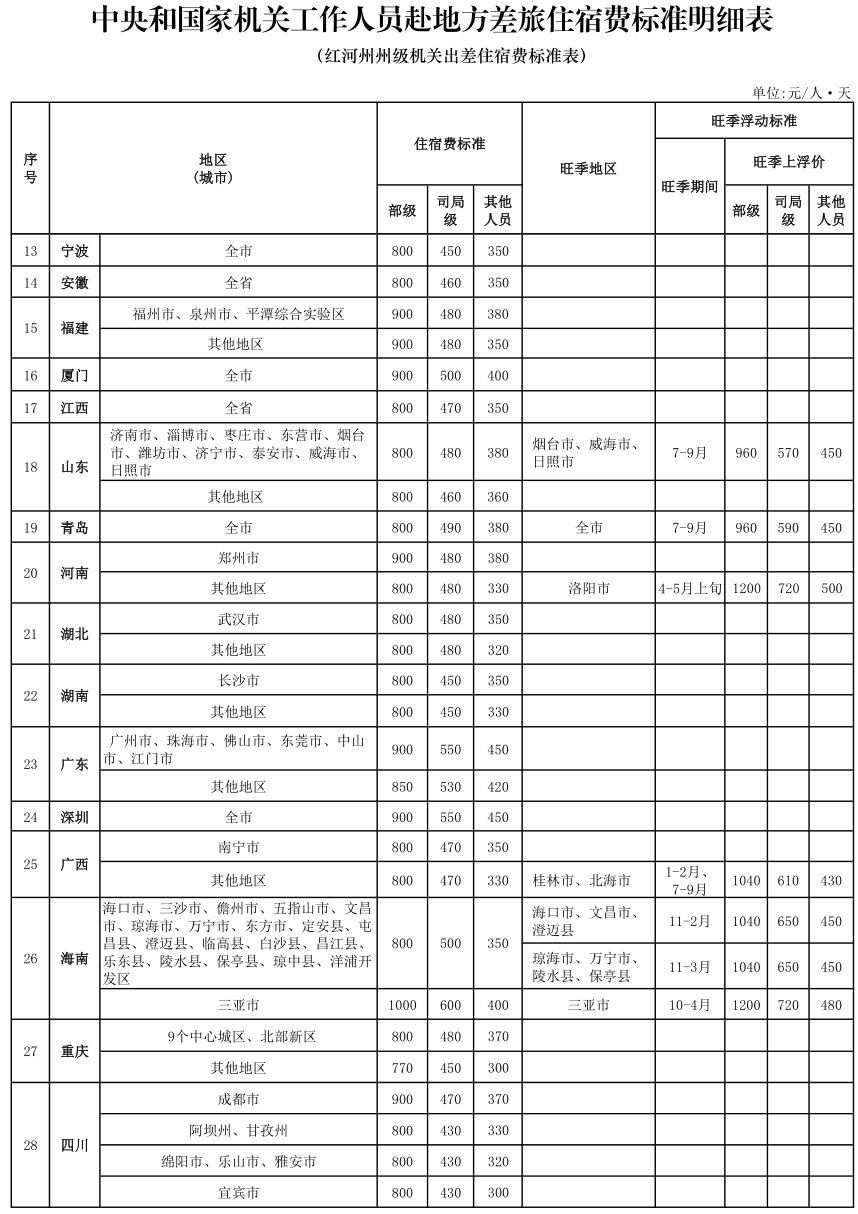 中央和国家机关工作人员赴地方差旅住宿费标准明细表
（红河州州级机关出差住宿费标准表）
单位:元/人·天
序号 地区(城市) 住宿费标准 旺季地区 旺季浮动标准
旺季期间 旺季上浮价
部级 司局级 其他人员 部级 司局级 其他人员
13 宁波 全市 800 450 350
14 安徽 全省 800 460 350
15 福建 福州市、泉州市、平潭综合实验区 900 480 380
其他地区 900 480 350
16 厦门 全市 900 500 400
17 江西 全省 800 470 350
18 山东 济南市、淄博市、枣庄市、东营市、烟台
市、潍坊市、济宁市、泰安市、威海市、
日照市 800 480 380 烟台市、威海市、
日照市 7-9月 960 570 450
其他地区 800 460 360
19 青岛 全市 800 490 380 全市 7-9月 960 590 450
20 河南 郑州市 900 480 380
其他地区 800 480 330 洛阳市 4-5月上旬 1200 720 500
21 湖北 武汉市 800 480 350
其他地区 800 480 320
22 湖南 长沙市 800 450 350
其他地区 800 450 330
23 广东 广州市、珠海市、佛山市、东莞市、中山
市、江门市 900 550 450
其他地区 850 530 420
24 深圳 全市 900 550 450
25 广西 南宁市 800 470 350
其他地区 800 470 330 桂林市、北海市 1-2月、
7-9月 1040 610 430
26 海南 海口市、三沙市、儋州市、五指山市、文昌
市、琼海市、万宁市、东方市、定安县、屯
昌县、澄迈县、临高县、白沙县、昌江县、
乐东县、陵水县、保亭县、琼中县、洋浦开
发区 800 500 350 海口市、文昌市、
澄迈县 11-2月 1040 650 450
琼海市、万宁市、
陵水县、保亭县 11-3月 1040 650 450
三亚市 1000 600 400 三亚市 10-4月 1200 720 480
27 重庆 9个中心城区、北部新区 800 480 370
其他地区 770 450 300
28 四川 成都市 900 470 370
阿坝州、甘孜州 800 430 330
绵阳市、乐山市、雅安市 800 430 320
宜宾市 800 430 300